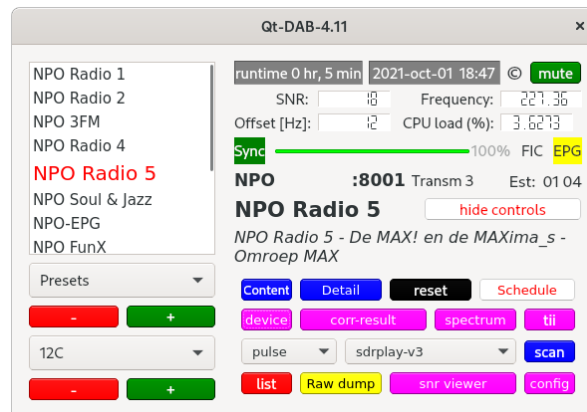 Qt-DAB-4.11 ×
NPO Radio 1
NPO Radio 2
NPO 3FM
NPO Radio 4
NPO Radio 5
NPO Soul & Jazz
NPO-EPG
NPO FunX
Presets
- +
12C
- +
runtime 0 hr, 5 min 2021-oct-01 18:47 © mute
SNR: 18 Frequency: 227.36
Offset [Hz]: 12 CPU load (%): 3.6273
Sync 100% FIC EPG
NPO :8001 Transm 3 Est: 01 04
NPO Radio 5 hide controls
NPO Radio 5 - De MAX! en de MAXima_s -
Omroep MAX
Content Detail reset Schedule
device corr-result spectrum tii
pulse sdrplay-v3 scan
list Raw dump snr viewer config